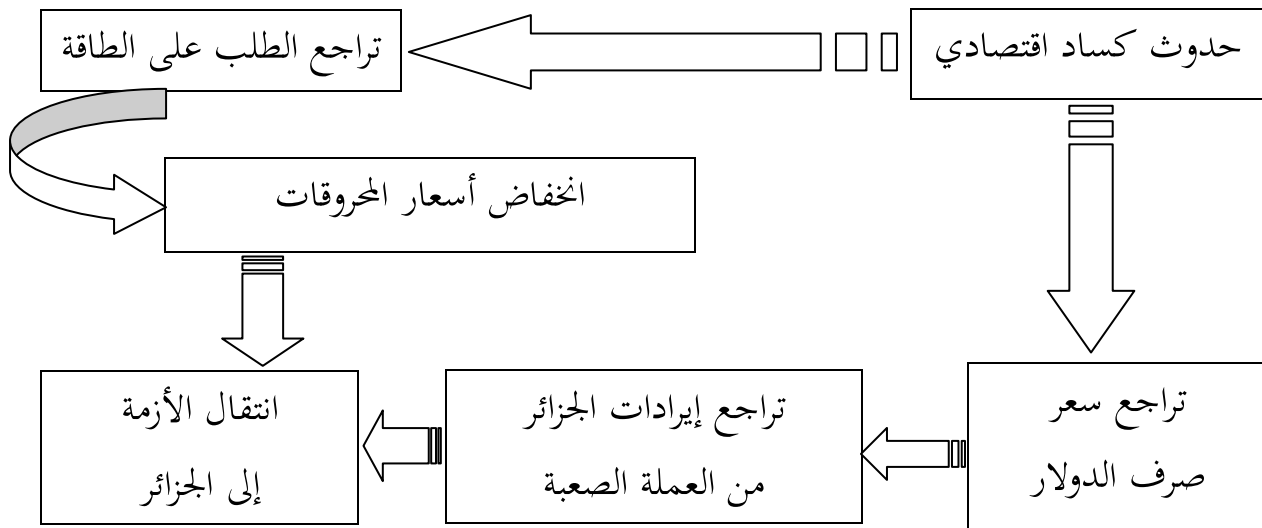 حدوث كساد اقتصادي
تراجع الطلب على الطاقة
انخفاض أسعار المحروقات
تراجع سعر
صرف الدولار
تراجع إيرادات الجزائر
من العملة الصعبة
انتقال الأزمة
إلى الجزائر